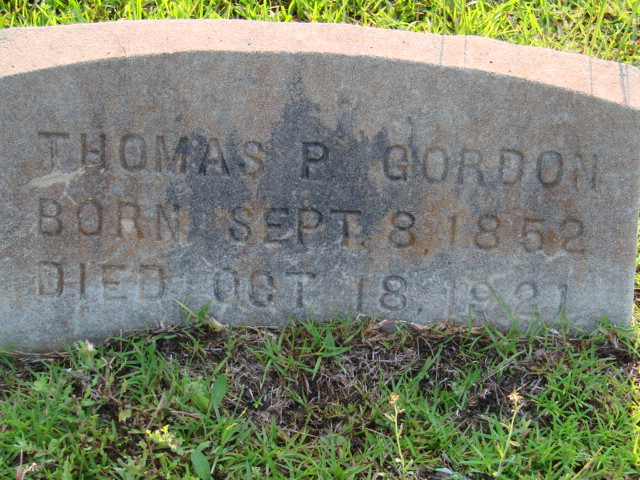 THOMAS P. GORDON
BORN SEPT. 8, 1852
DIED OCT 18, 1921